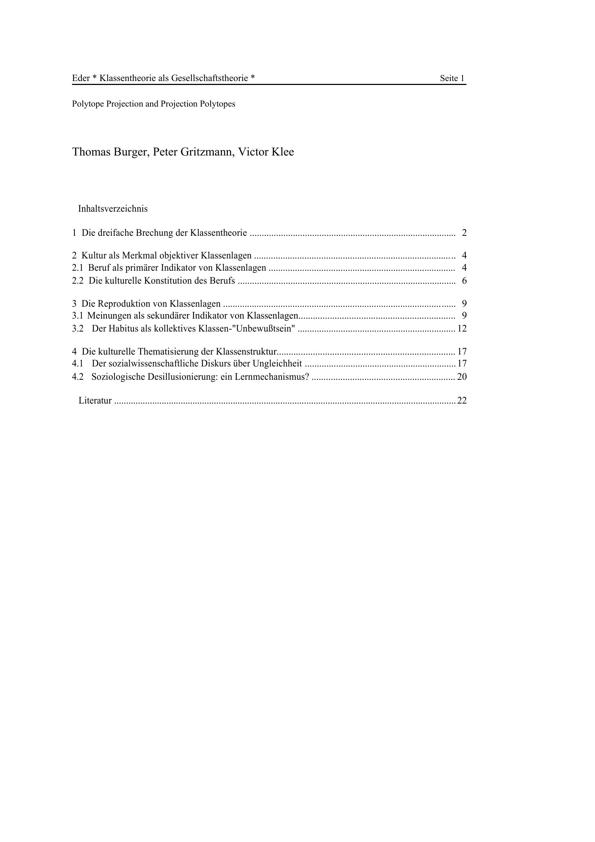 Eder * Klassentheorie als Gesellschaftstheorie * Seite 1
Polytope Projection and Projection Polytopes
Thomas Burger, Peter Gritzmann, Victor Klee
Inhaltsverzeichnis
1 Die dreifache Brechung der Klassentheorie ..................................................................................... 2
2 Kultur als Merkmal objektiver Klassenlagen ................................................................................... 4
2.1 Beruf als primärer Indikator von Klassenlagen ............................................................................. 4
2.2 Die kulturelle Konstitution des Berufs .......................................................................................... 6
3 Die Reproduktion von Klassenlagen ................................................................................................ 9
3.1 Meinungen als sekundärer Indikator von Klassenlagen................................................................. 9
3.2 Der Habitus als kollektives Klassen-"Unbewußtsein" ................................................................. 12
4 Die kulturelle Thematisierung der Klassenstruktur.......................................................................... 17
4.1 Der sozialwissenschaftliche Diskurs über Ungleichheit ............................................................... 17
4.2 Soziologische Desillusionierung: ein Lernmechanismus? ............................................................ 20
Literatur ............................................................................................................................................. 22